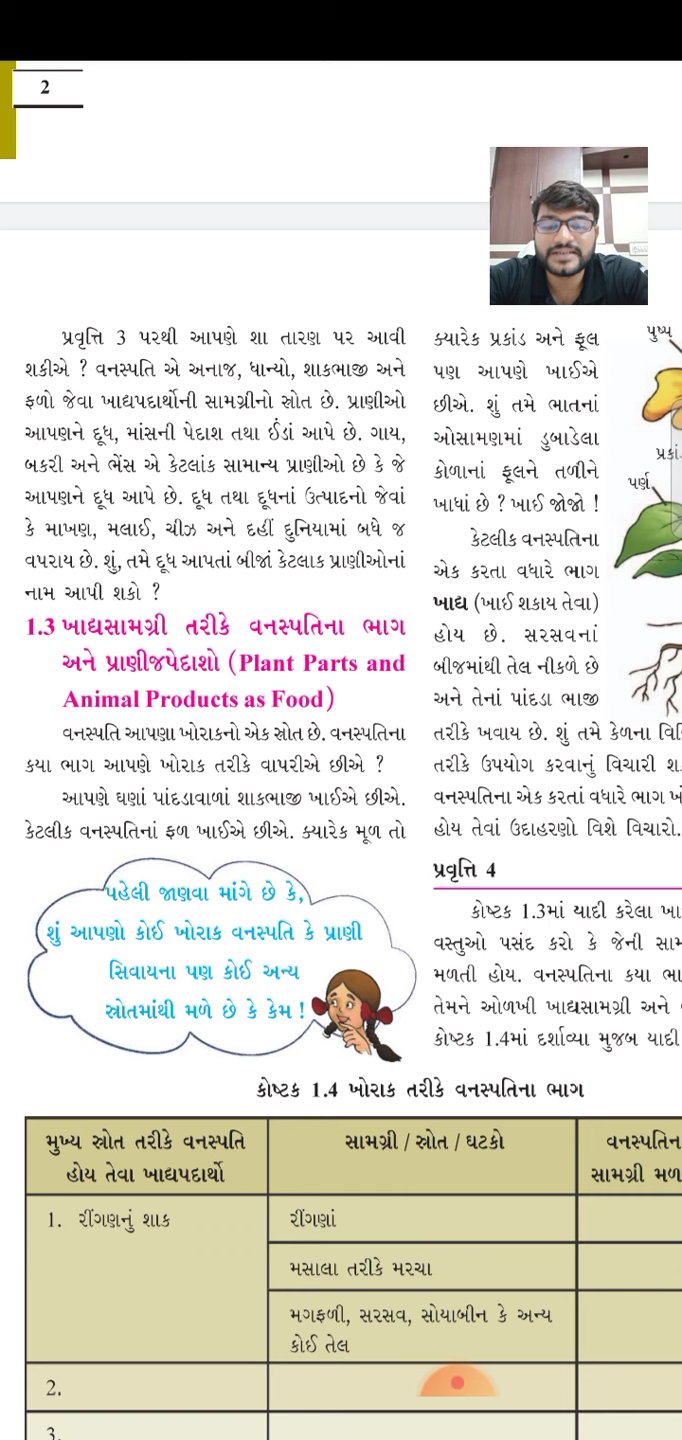 2
પ્રવૃત્તિ 3 પરથી આપણે શા તારણ પર આવી
શકીએ ? વનસ્પતિ એ અનાજ, ધાન્યો, શાકભાજી અને
ફળો જેવા ખાદ્યપદાર્થોની સામગ્રીનો સ્રોત છે. પ્રાણીઓ
આપણને દૂધ, માંસની પેદાશ તથા ઈંડાં આપે છે. ગાય,
બકરી અને ભેંસ એ કેટલાંક સામાન્ય પ્રાણીઓ છે કે જે
આપણને દૂધ આપે છે. દૂધ તથા દૂધનાં ઉત્પાદનો જેવાં
કે માખણ, મલાઈ, ચીઝ અને દહીં દુનિયામાં બધે જ
વપરાય છે. શું, તમે દૂધ આપતાં બીજાં કેટલાક પ્રાણીઓનાં
નામ આપી શકો ?
1.3 ખાદ્યસામગ્રી તરીકે વનસ્પતિના ભાગ
અને પ્રાણીજપેદાશો (Plant Parts and
Animal Products as Food)
વનસ્પતિ આપણા ખોરાકનો એક સ્રોત છે. વનસ્પતિના
કયા ભાગ આપણે ખોરાક તરીકે વાપરીએ છીએ ?
આપણે ઘણાં પાંદડાવાળાં શાકભાજી ખાઈએ છીએ.
કેટલીક વનસ્પતિનાં ફળ ખાઈએ છીએ. ક્યારેક મૂળ તો
પહેલી જાણવા માંગે છે કે,
શું આપણો કોઈ ખોરાક વનસ્પતિ કે પ્રાણી
સિવાયના પણ કોઈ અન્ય
સ્રોતમાંથી મળે છે કે કેમ !
ક્યારેક પ્રકાંડ અને ફૂલ
પણ આપણે ખાઈએ
છીએ. શું તમે ભાતનાં
ઓસામણમાં ડુબાડેલા
કોળાનાં ફૂલને તળીને
ખાધાં છે ? ખાઈ જોજો !
કેટલીક વનસ્પતિના
એક કરતા વધારે ભાગ
ખાદ્ય (ખાઈ શકાય તેવા)
હોય છે. સરસવનાં
બીજમાંથી તેલ નીકળે છે
અને તેનાં પાંદડા ભાજી
તરીકે ખવાય છે. શું તમે કેળના વિ
તરીકે ઉપયોગ કરવાનું વિચારી શ
વનસ્પતિના એક કરતાં વધારે ભાગ ખ
હોય તેવાં ઉદાહરણો વિશે વિચારો.
પુષ્પ
પ્રકાં
પર્ણ
પ્રવૃત્તિ 4
કોષ્ટક 1.3માં યાદી કરેલા ખા
વસ્તુઓ પસંદ કરો કે જેની સામ
મળતી હોય. વનસ્પતિના કયા ભા
તેમને ઓળખી ખાદ્યસામગ્રી અને
કોષ્ટક 1.4માં દર્શાવ્યા મુજબ યાદી
કોષ્ટક 1.4 ખોરાક તરીકે વનસ્પતિના ભાગ
મુખ્ય સ્રોત તરીકે વનસ્પતિ
હોય તેવા ખાદ્યપદાર્થો
સામગ્રી / સ્રોત / ઘટકો
વનસ્પતિન
સામગ્રી મળ
1. રીંગણનું શાક
રીંગણાં
મસાલા તરીકે મરચા
મગફળી, સરસવ, સોયાબીન કે અન્ય
કોઈ તેલ
2.
3.